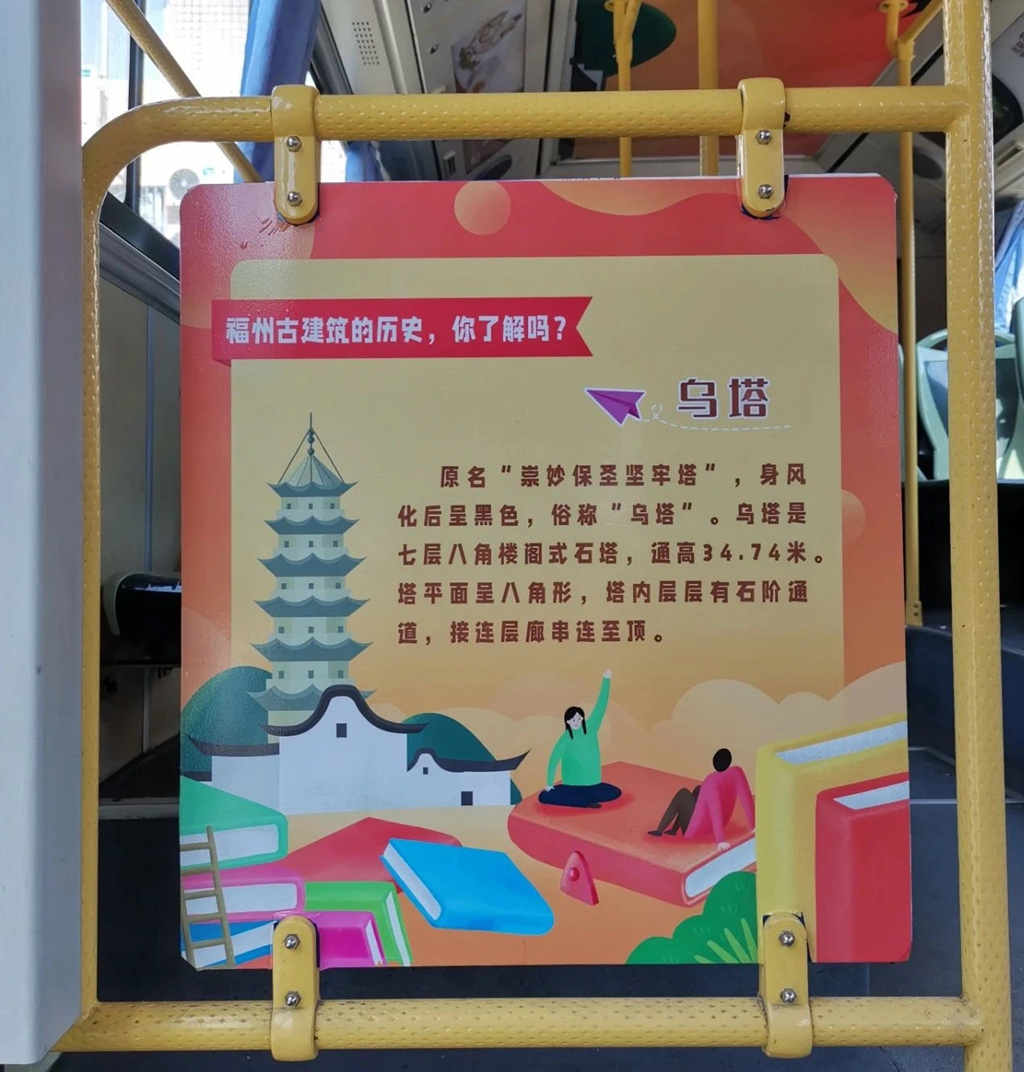 福州古建筑的历史，你了解吗？
乌塔
原名“崇妙保圣坚牢塔”，身风
化后呈黑色，俗称“乌塔”。乌塔是
七层八角楼阁式石塔，通高34.74米。
塔平面呈八角形，塔内层层有石阶通
道，接连层廊串连至顶。